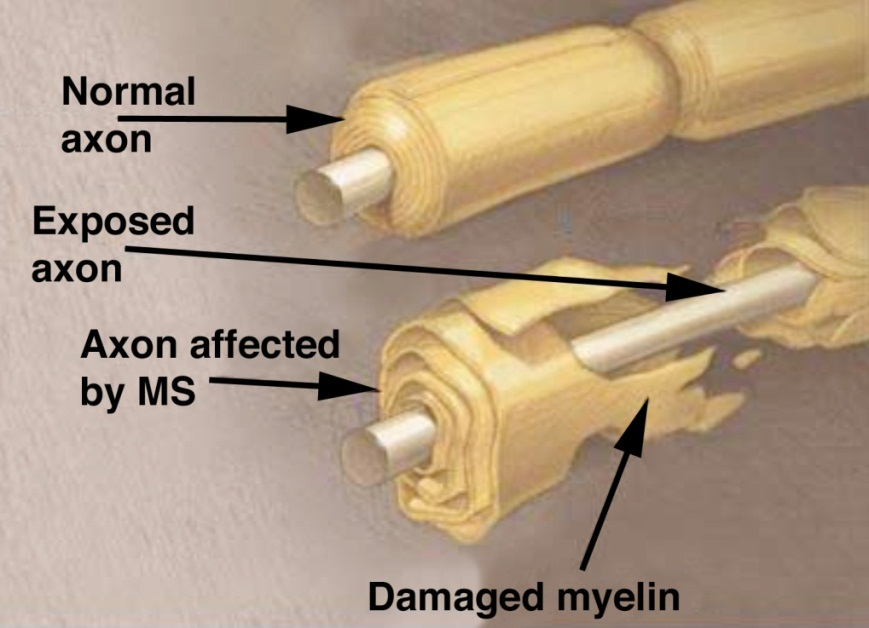 Normal
axon
Exposed
axon
Axon affected
by MS
Damaged myelin